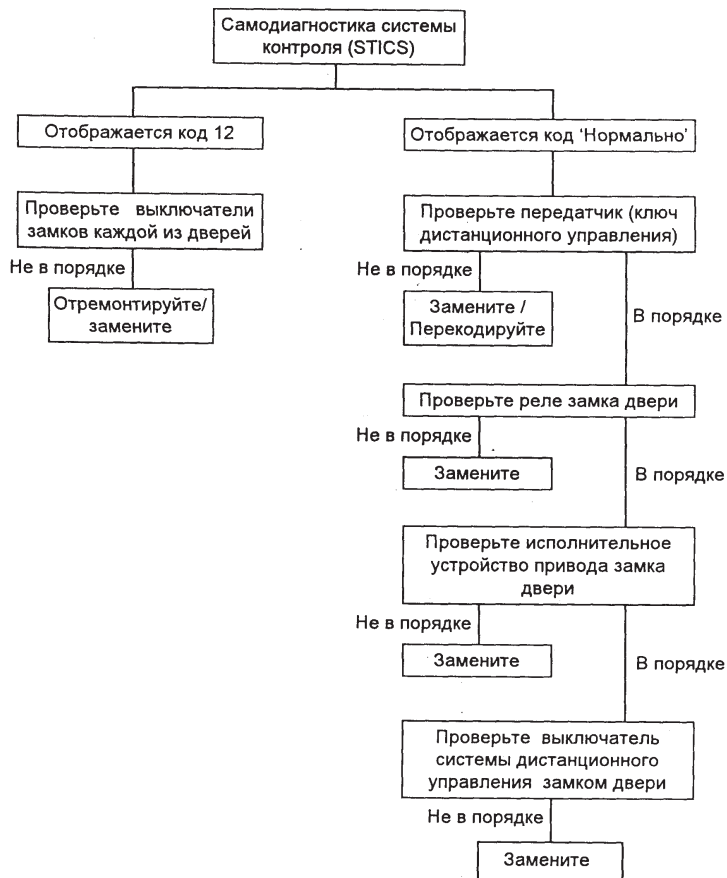 Самодиагностика системы
контроля (STICS)
Отображается код 12
Отображается код ‘Нормально’
Проверьте выключатели
замков каждой из дверей
Проверьте передатчик (ключ
дистанционного управления)
Не в порядке
Не в порядке
Отремонтируйте/
замените
Замените /
Перекодируйте
В порядке
Проверьте реле замка двери
Не в порядке
Замените
В порядке
Проверьте исполнительное
устройство привода замка
двери
Не в порядке
Замените
В порядке
Проверьте выключатель
системы дистанционного
управления замком двери
Не в порядке
Замените